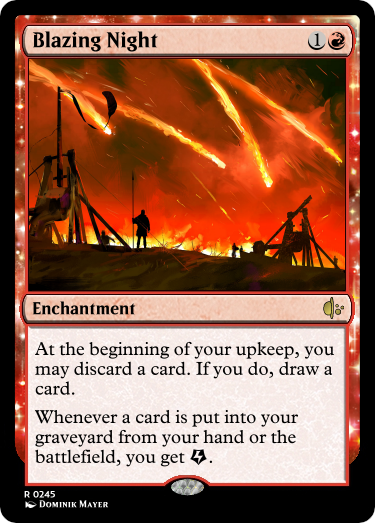 Blazing Night 1
Enchantment
At the beginning of your upkeep, you
may discard a card. If you do, draw a
card.
Whenever a card is put into your
graveyard from your hand or the
battlefield, you get .
R 0245
Dominik Mayer